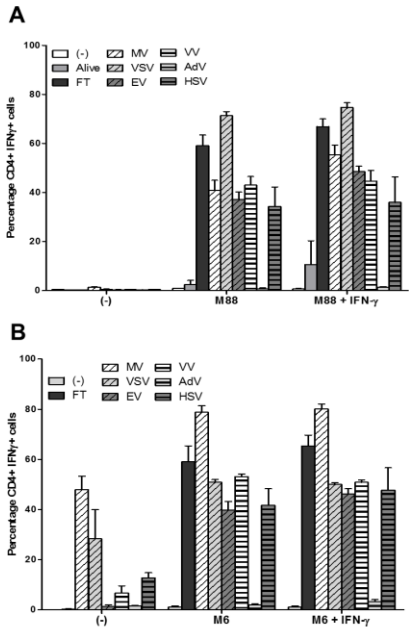 A
100
80
60
40
20
0
Percentage CD4+ IFNγ+ cells
(-) MV VV
Alive VSV AdV
FT EV HSV
(-) M88 M88 + IFN-γ
B
100
80
60
40
20
0
Percentage CD4+ IFNγ+ cells
MV VV
(-) VSV AdV
FT EV HSV
(-) M6 M6 + IFN-γ